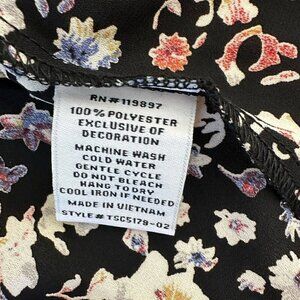 RN# 119897
100% POLYESTER
EXCLUSIVE OF
DECORATION
MACHINE WASH
COLD WATER
GENTLE CYCLE
DO NOT BLEACH
HANG TO DRY
COOL IRON IF NEEDED
MADE IN VIETNAM
STYLE# TSC5179-02